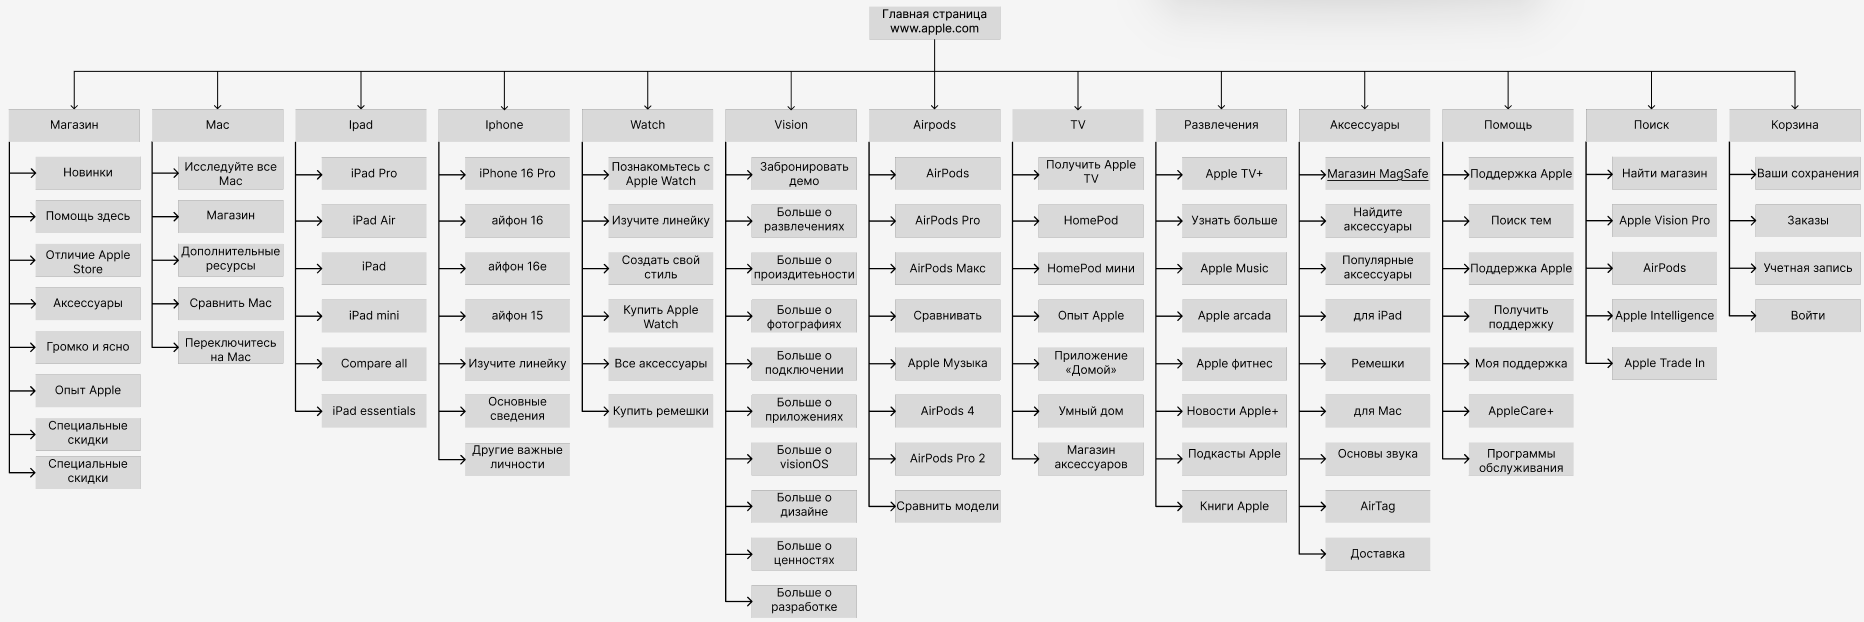 Главная страница
www.apple.com
Магазин
Новинки
Помощь здесь
Отличие Apple
Store
Аксессуары
Громко и ясно
Опыт Apple
Специальные
скидки
Специальные
скидки
Mac
Исследуйте все
Mac
Магазин
Дополнительные
ресурсы
Сравнить Mac
Переключитесь
на Mac
Ipad
iPad Pro
iPad Air
iPad
iPad mini
Compare all
iPad essentials
Iphone
iPhone 16 Pro
айфон 16
айфон 16e
айфон 15
Изучите линейку
Основные
сведения
Другие важные
личности
Watch
Познакомьтесь с
Apple Watch
Изучите линейку
Создать свой
стиль
Купить Apple
Watch
Все аксессуары
Купить ремешки
Vision
Забронировать
демо
Больше о
развлечениях
Больше о
произдитеьности
Больше о
фотографиях
Больше о
подключении
Больше о
приложениях
Больше о
visionOS
Больше о
дизайне
Больше о
ценностях
Больше о
разработке
Airpods
AirPods
AirPods Pro
AirPods Макс
Сравнивать
Apple Музыка
AirPods 4
AirPods Pro 2
Сравнить модели
TV
Получить Apple
TV
HomePod
HomePod мини
Опыт Apple
Приложение
«Домой»
Умный дом
Магазин
аксессуаров
Развлечения
Apple TV+
Узнать больше
Apple Music
Apple arcada
Apple фитнес
Новости Apple+
Подкасты Apple
Книги Apple
Аксессуары
Магазин MagSafe
Найдите
аксессуары
Популярные
аксессуары
для iPad
Ремешки
для Mac
Основы звука
AirTag
Доставка
Помощь
Поддержка Apple
Поиск тем
Поддержка Apple
Получить
поддержку
Моя поддержка
AppleCare+
Программы
обслуживания
Поиск
Найти магазин
Apple Vision Pro
AirPods
Apple Intelligence
Apple Trade In
Корзина
Ваши сохранения
Заказы
Учетная запись
Войти